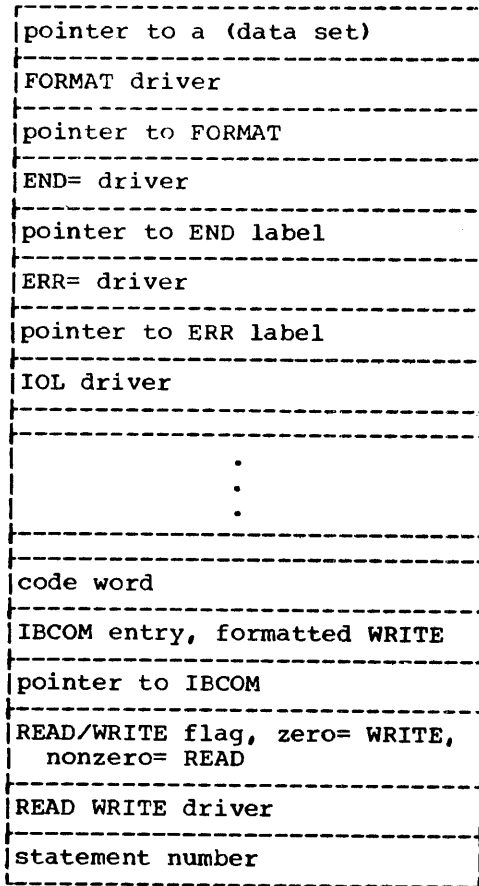 pointer to a (data set)
FORMAT driver
pointer to FORMAT
END= driver
pointer to END label
ERR= driver
pointer to ERR label
IOL driver
.
.
.
code word
IBCOM entry, formatted WRITE
pointer to IBCOM
READ/WRITE flag, zero= WRITE,
nonzero= READ
READ WRITE driver
statement number